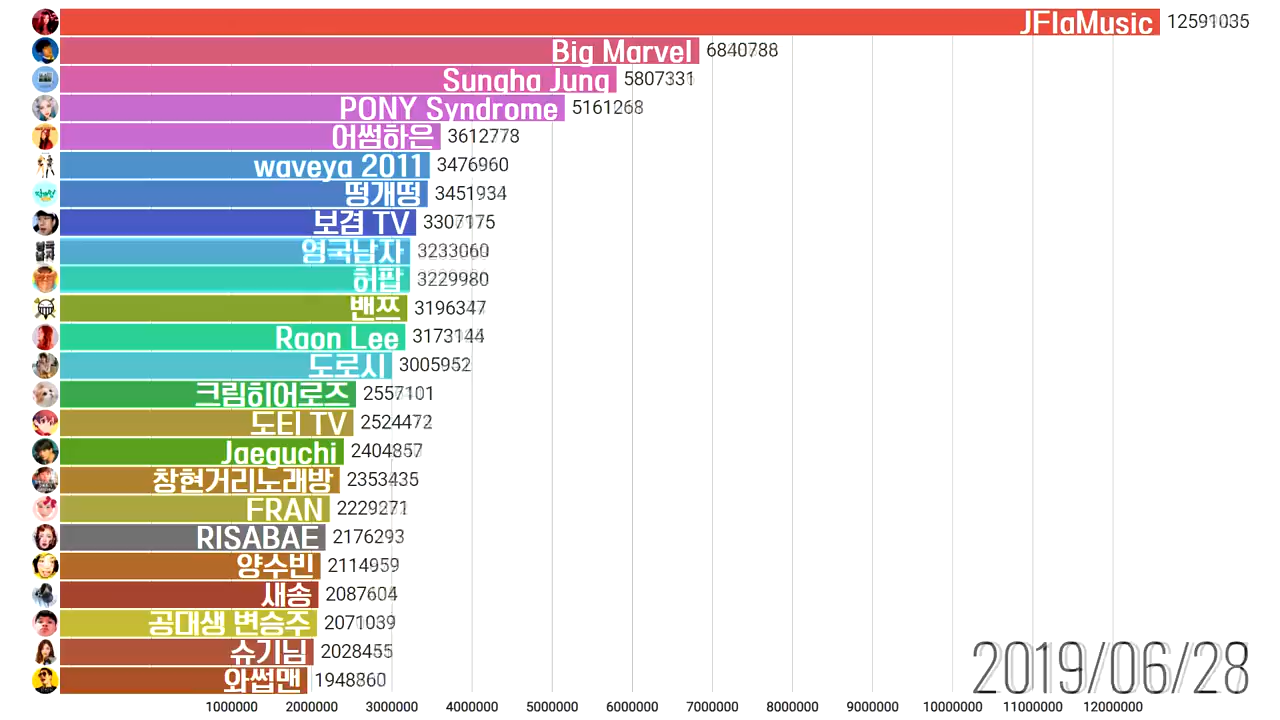 JFlaMusic 12591035
Big Marvel 6840788
Sungha Jung 5807331
PONY Syndrome 5161268
어썸하은 3612778
waveya 2011 3476960
떵개떵 3451934
보겸 TV 3307175
영국남자 3233060
허팝 3229980
밴쯔 3196347
Raon Lee 3173144
도로시 3005952
크림히어로즈 2557101
도티 TV 2524472
Jaeguchi 2404857
창현거리노래방 2353435
FRAN 2229271
RISABAE 2176293
양수빈 2114959
새송 2087604
공대생 변승주 2071039
슈기님 2028455
와썹맨 1948860
2019/06/28
1000000 2000000 3000000 4000000 5000000 6000000 7000000 8000000 9000000 10000000 11000000 12000000